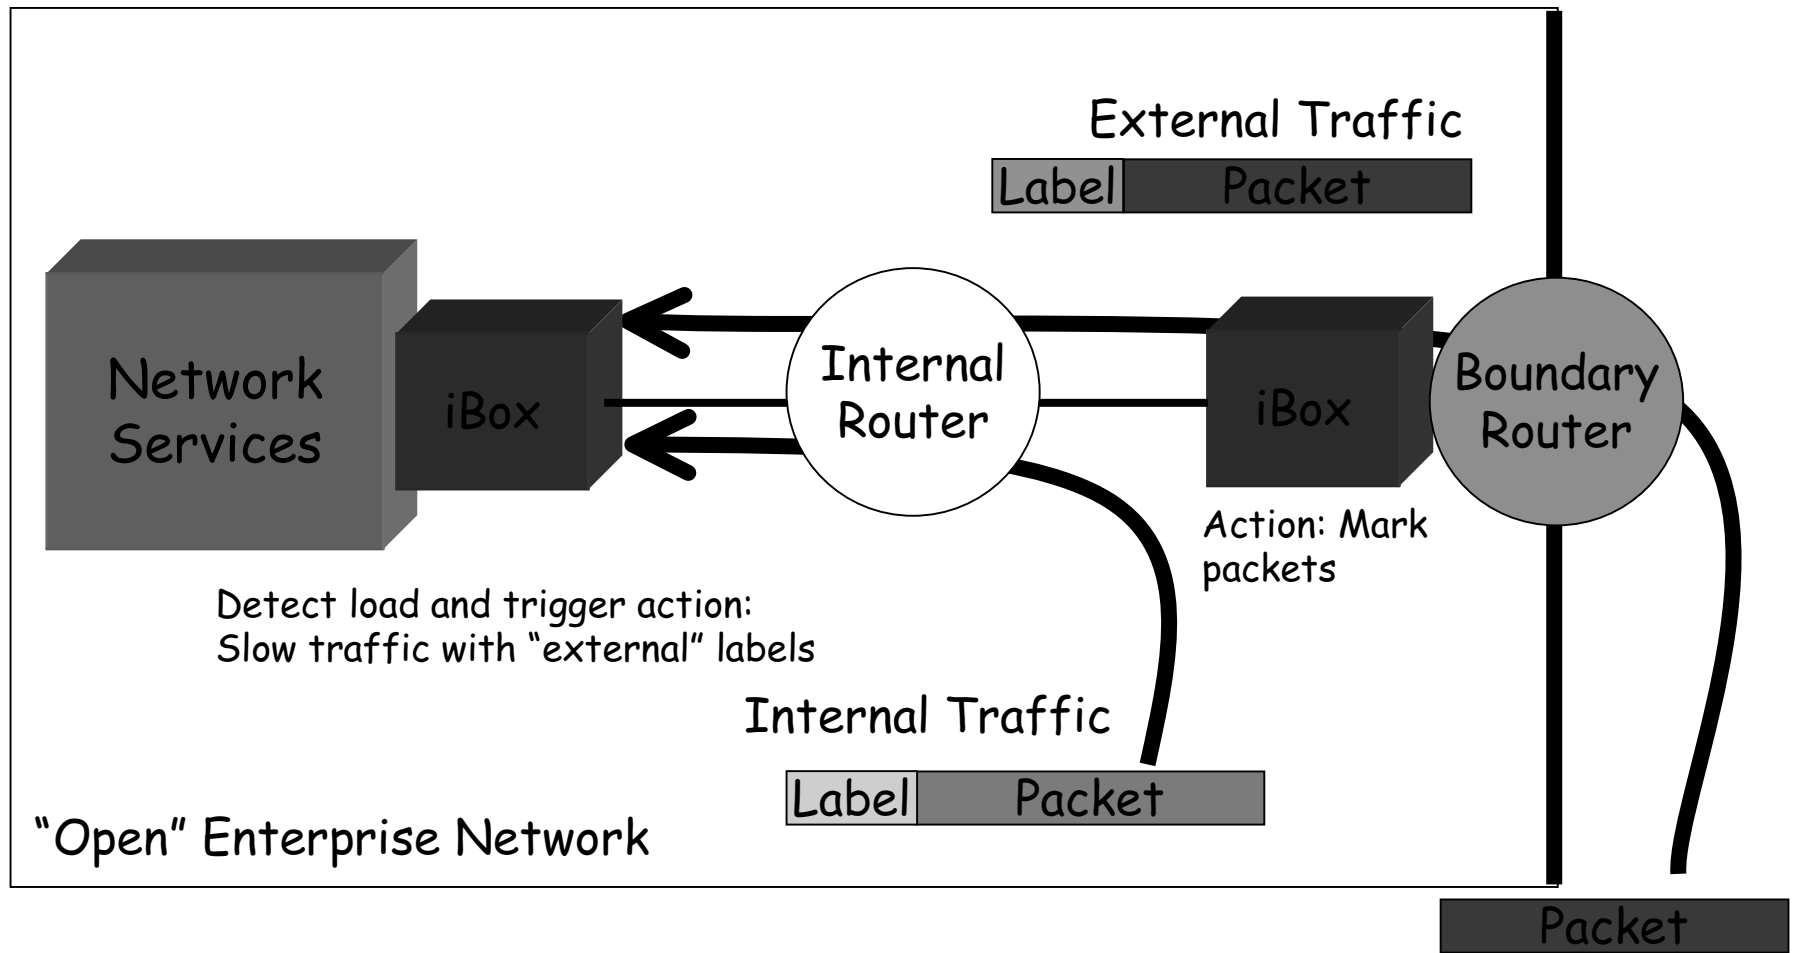 External Traffic
Label Packet
Network
Services
iBox
Internal
Router
iBox
Boundary
Router
Action: Mark
packets
Detect load and trigger action:
Slow traffic with “external” labels
Internal Traffic
Label Packet
“Open” Enterprise Network
Packet